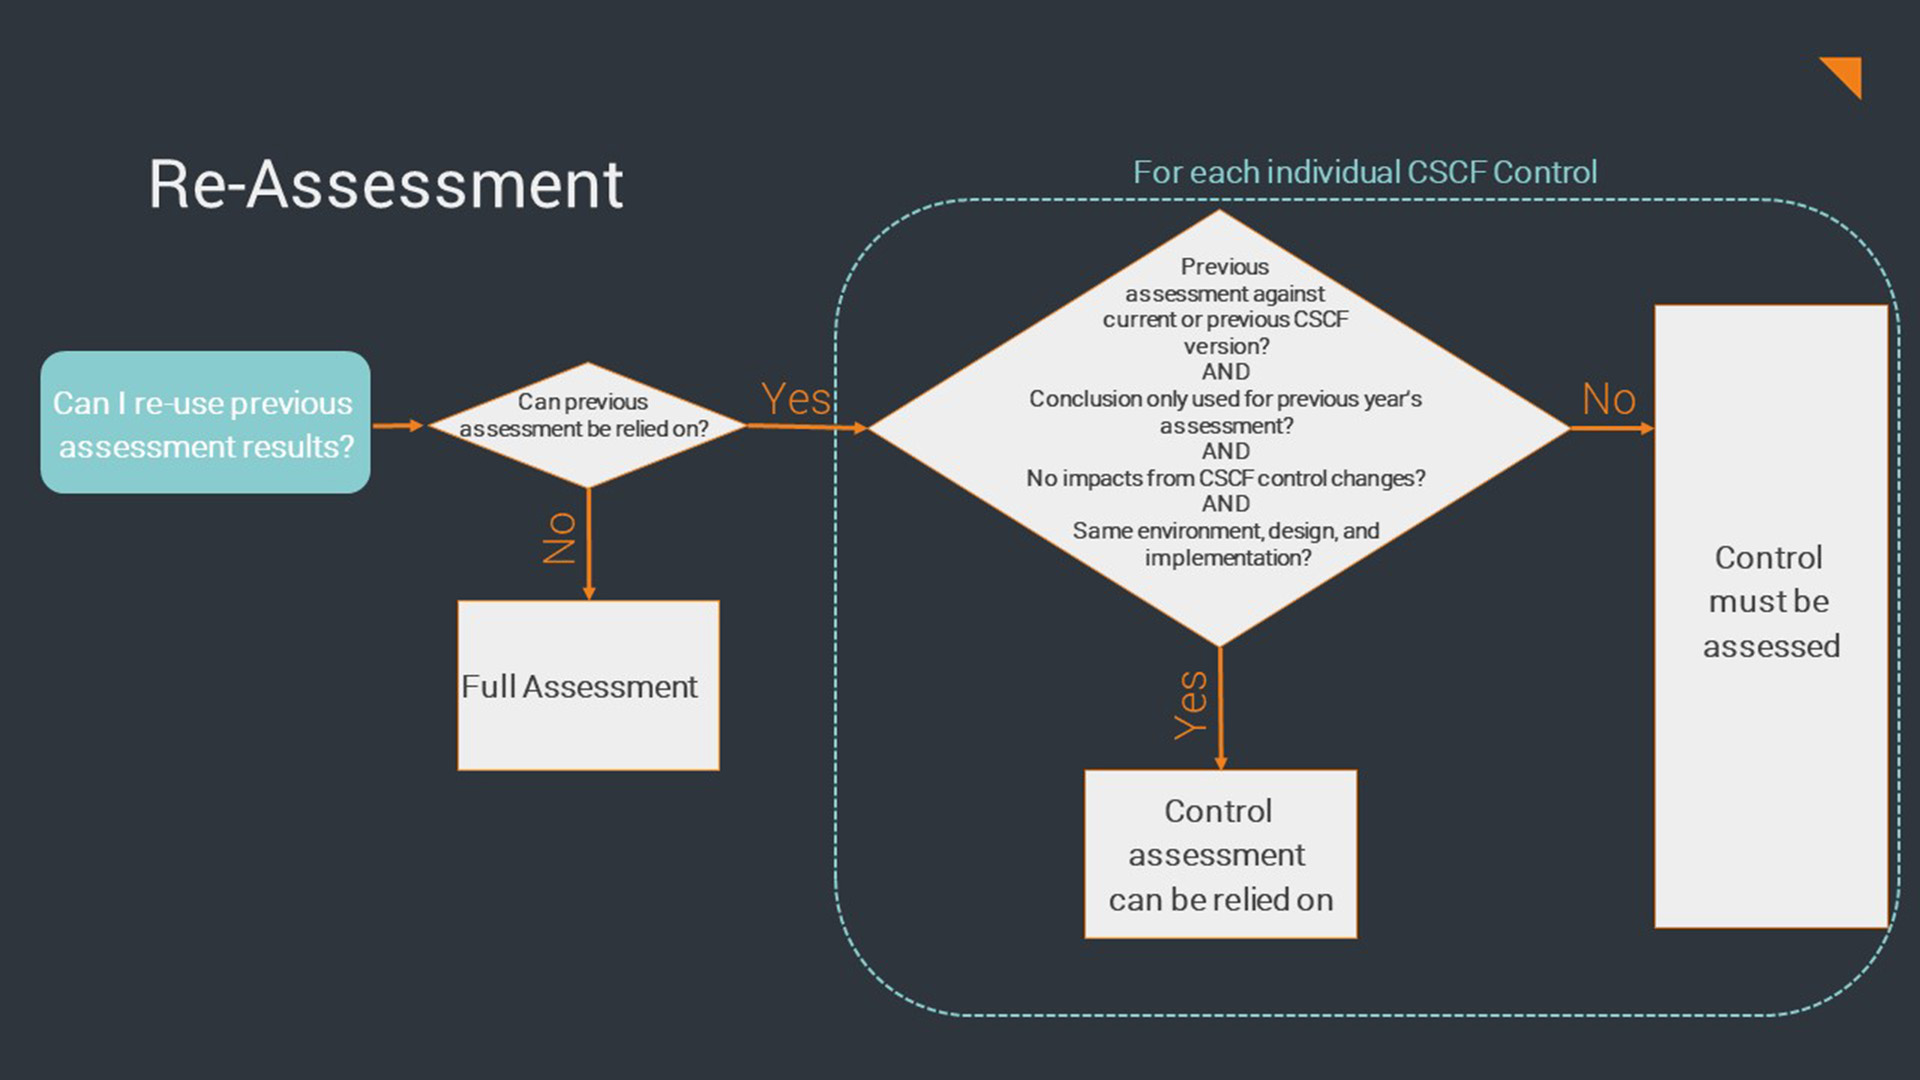 Re-Assessment
For each individual CSCF Control
Can I re-use previous
assessment results?
Can previous
assessment be relied on?
Yes
No
Full Assessment
Previous
assessment against
current or previous CSCF
version?
AND
Conclusion only used for previous year's
assessment?
AND
No impacts from CSCF control changes?
AND
Same environment, design, and
implementation?
No
Yes
Control
must be
assessed
Control
assessment
can be relied on